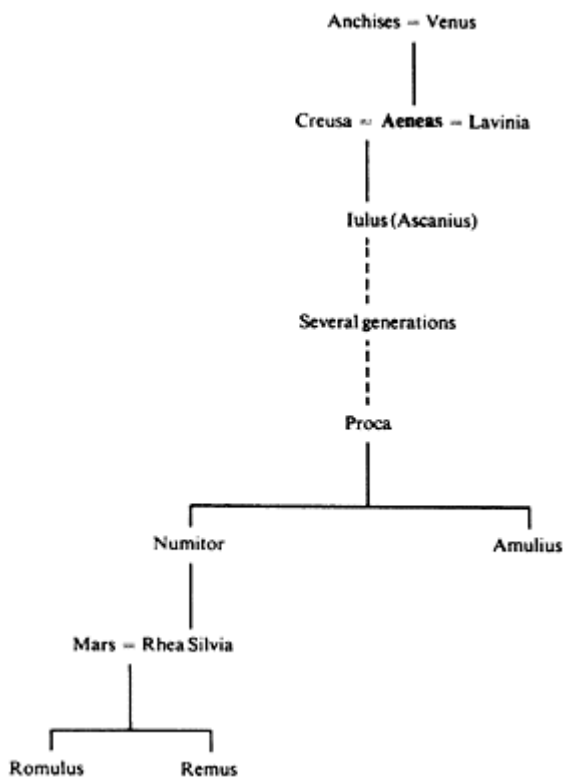 Anchises = Venus
Creusa = Aeneas = Lavinia
Iulus (Ascanius)
Several generations
Proca
Numitor Amulius
Mars = Rhea Silvia
Romulus Remus